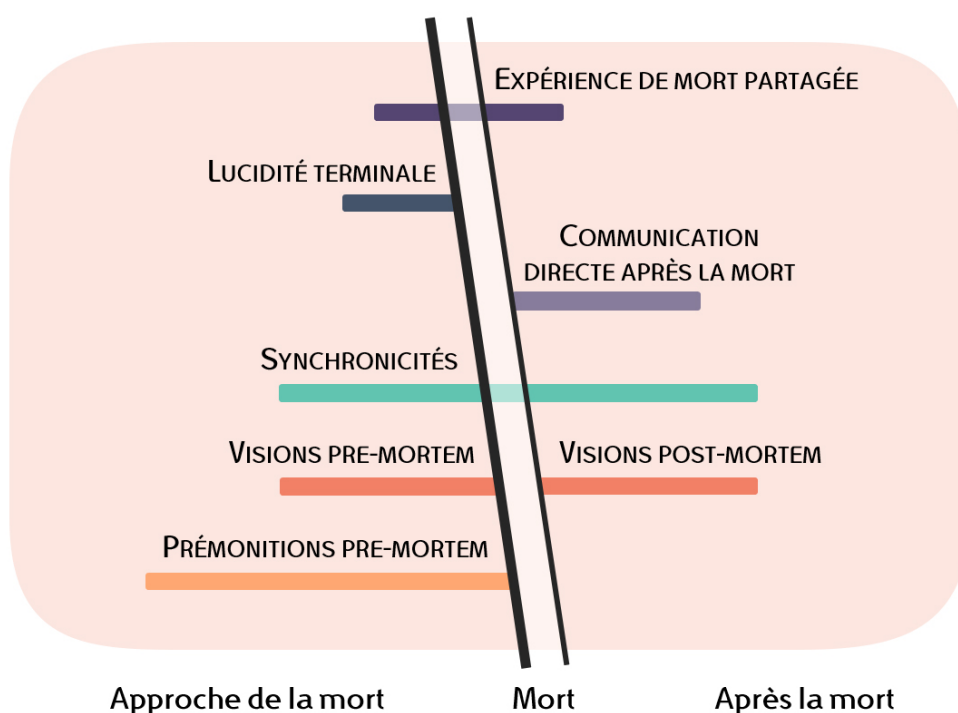 Expérience de mort partagée
Lucidité terminale
Communication
directe après la mort
Synchronicités
Visions pre-mortem
Visions post-mortem
Prémonitions pre-mortem
Approche de la mort
Mort
Après la mort